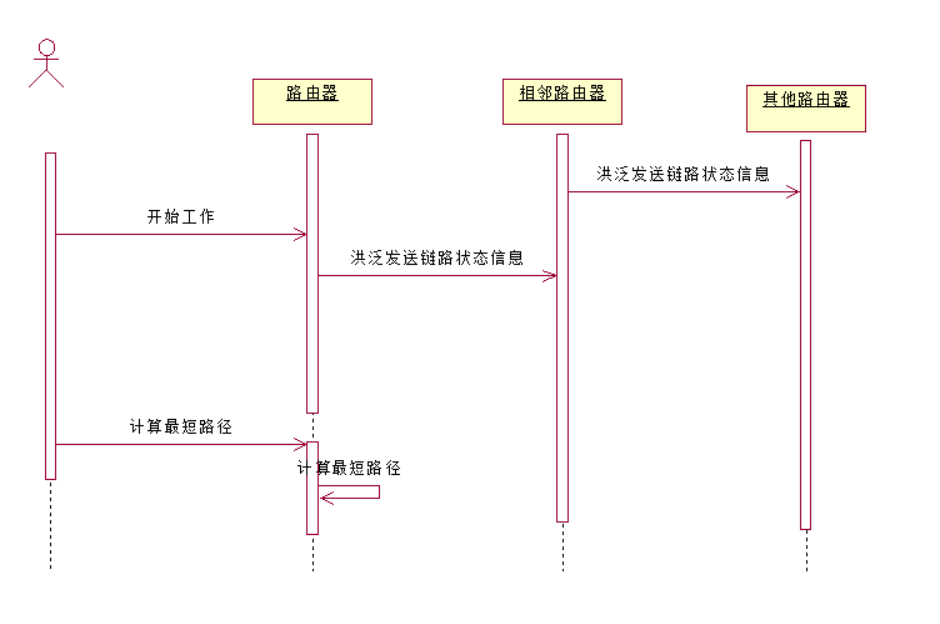 路由器
相邻路由器
其他路由器
洪泛发送链路状态信息
开始工作
洪泛发送链路状态信息
计算最短路径
计算最短路径